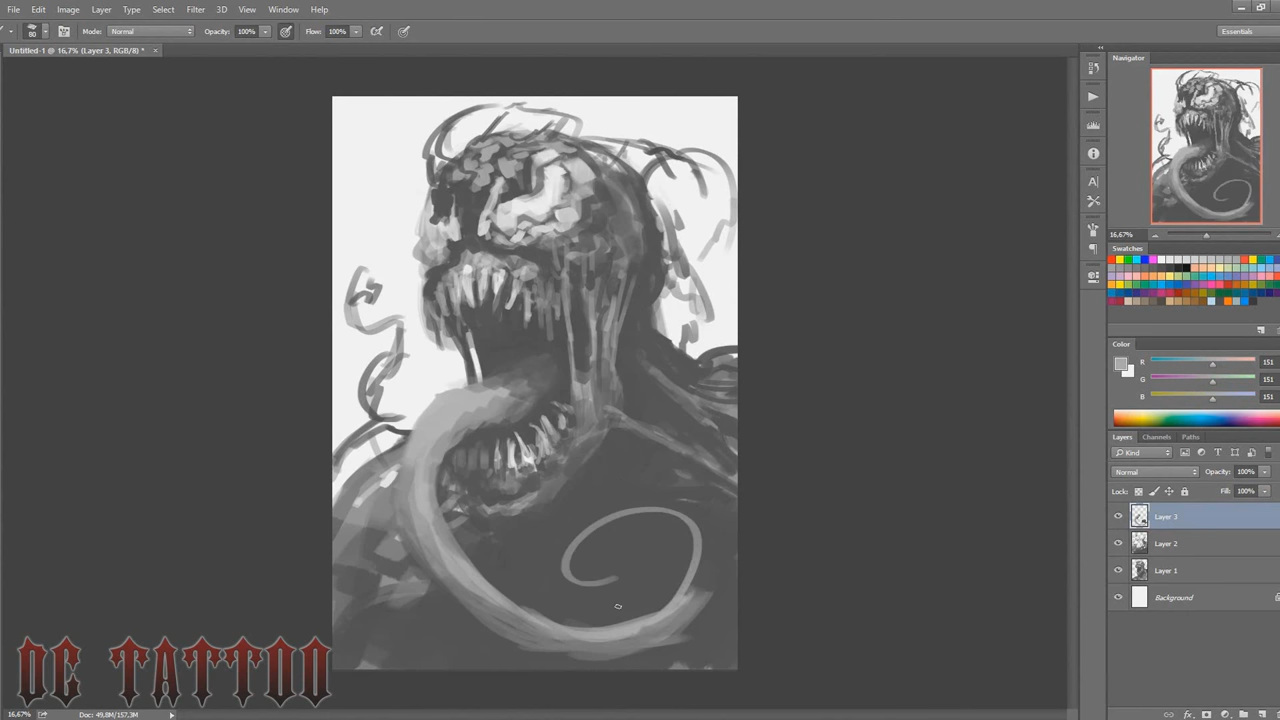 File Edit Image Layer Type Select Filter 3D View Window Help
80 Mode: Normal Opacity: 100% Flow: 100% Essentials
Untitled-1 @ 16,7% (Layer 3, RGB/8) * ×
Navigator
16,67%
Swatches
Color
R 151
G 151
B 151
Layers Channels Paths
Kind
Normal Opacity: 100%
Lock: Fill: 100%
Layer 3
Layer 2
Layer 1
Background
DC TATTOO
16,67% Doc: 49,8M/157,3M